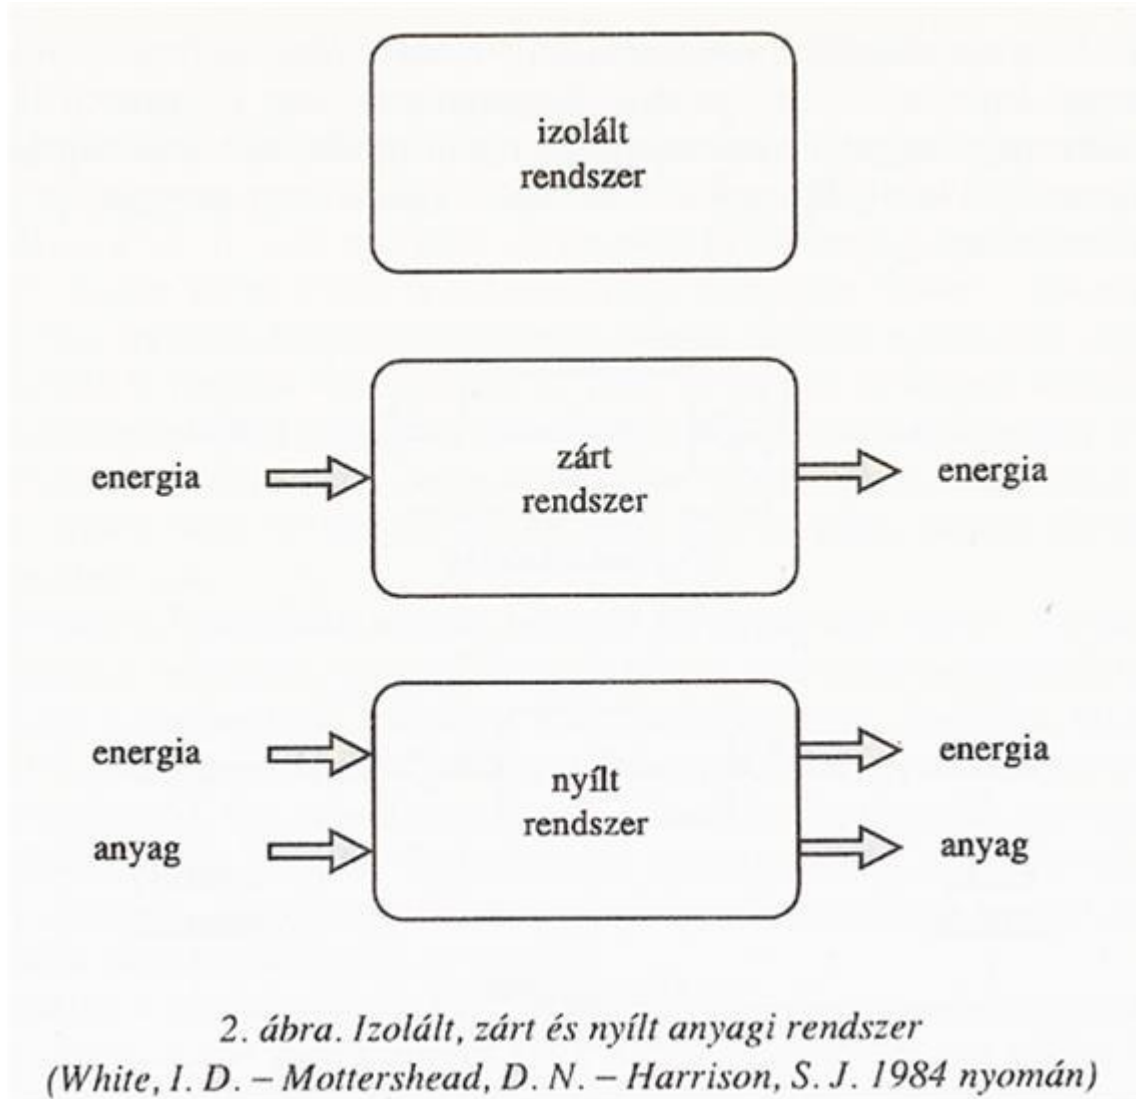 izolált
rendszer
energia
zárt
rendszer
energia
energia
anyag
nyílt
rendszer
energia
anyag
2. ábra. Izolált, zárt és nyílt anyagi rendszer
(White, I. D. – Mottershead, D. N. – Harrison, S. J. 1984 nyomán)